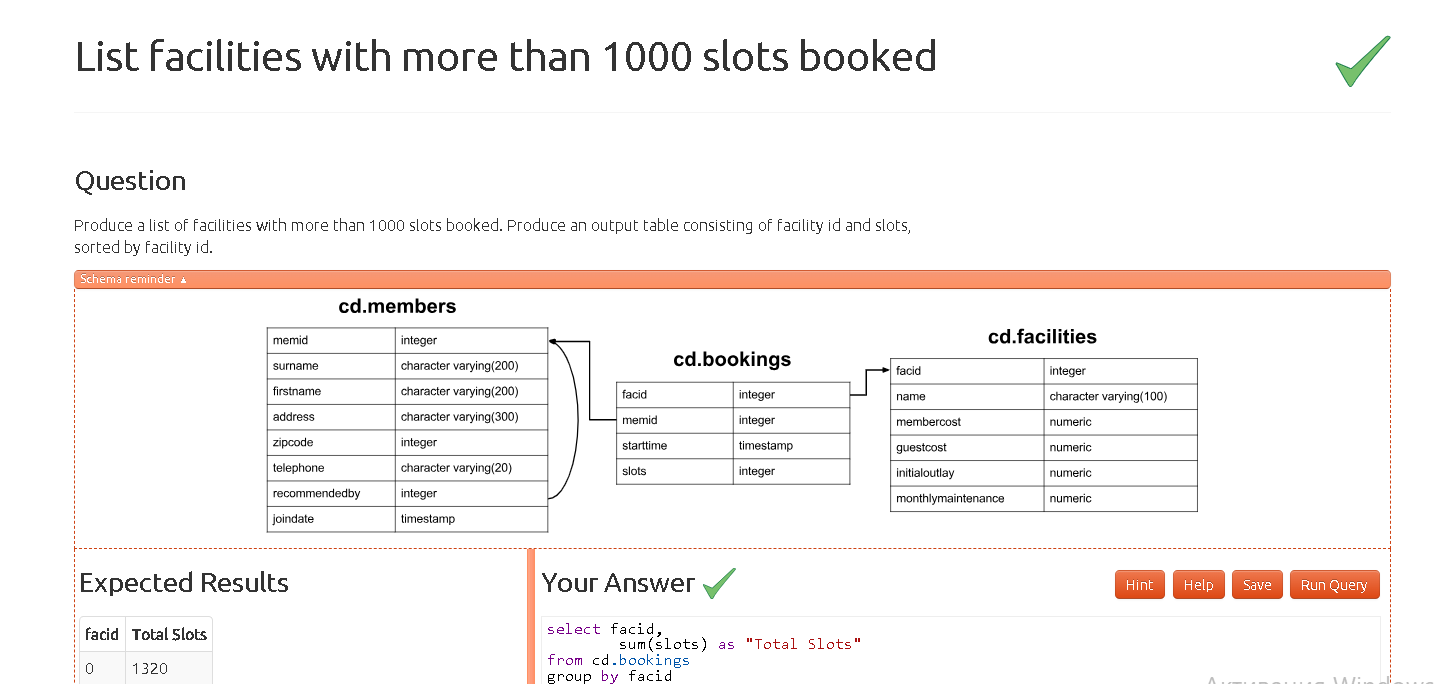 List facilities with more than 1000 slots booked
Question
Produce a list of facilities with more than 1000 slots booked. Produce an output table consisting of facility id and slots,
sorted by facility id.
Schema reminder ▲
cd.members
memid integer
surname character varying(200)
firstname character varying(200)
address character varying(300)
zipcode integer
telephone character varying(20)
recommendedby integer
joindate timestamp
cd.bookings
facid integer
memid integer
starttime timestamp
slots integer
cd.facilities
facid integer
name character varying(100)
membercost numeric
guestcost numeric
initialoutlay numeric
monthlymaintenance numeric
Expected Results
facid Total Slots
0 1320
Your Answer
Hint Help Save Run Query
select facid,
sum(slots) as "Total Slots"
from cd.bookings
group by facid
Активация Windows